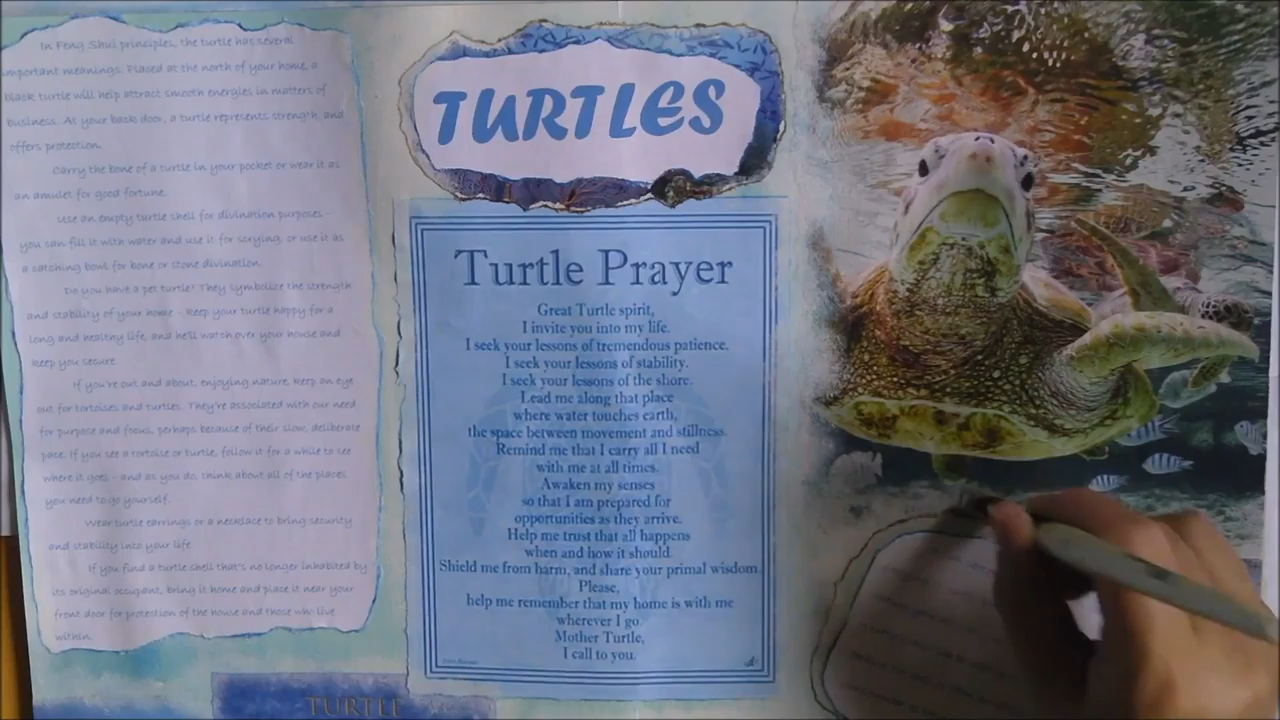 In Feng Shui principles, the turtle has several
important meanings. Placed at the north of your home, a
black turtle will help attract smooth energies in matters of
business. At your back door, a turtle represents strength, and
offers protection.
Carry the bone of a turtle in your pocket or wear it as
an amulet for good fortune.
Use an empty turtle shell for divination purposes -
you can fill it with water and use it for scrying, or use it as
a catching bowl for bone or stone divination.
Do you have a pet turtle? They symbolize the strength
and stability of your home - keep your turtle happy for a
long and healthy life, and he'll watch over your house and
keep you secure.
If you're out and about, enjoying nature, keep an eye
out for tortoises and turtles. They're associated with our need
for purpose and focus, perhaps because of their slow, deliberate
pace. If you see a tortoise or turtle, follow it for a while to see
where it goes - and as you do, think about all of the places
you need to go yourself.
Wear turtle earrings or a necklace to bring security
and stability into your life
If you find a turtle shell that's no longer inhabited by
its original occupant, bring it home and place it near your
front door for protection of the house and those who live
within.
TURTLE
TURTLES
Turtle Prayer
Great Turtle spirit,
I invite you into my life.
I seek your lessons of tremendous patience.
I seek your lessons of stability.
I seek your lessons of the shore.
Lead me along that place
where water touches earth,
the space between movement and stillness.
Remind me that I carry all I need
with me at all times.
Awaken my senses
so that I am prepared for
opportunities as they arrive.
Help me trust that all happens
when and how it should.
Shield me from harm, and share your primal wisdom.
Please,
help me remember that my home is with me
wherever I go.
Mother Turtle,
I call to you.